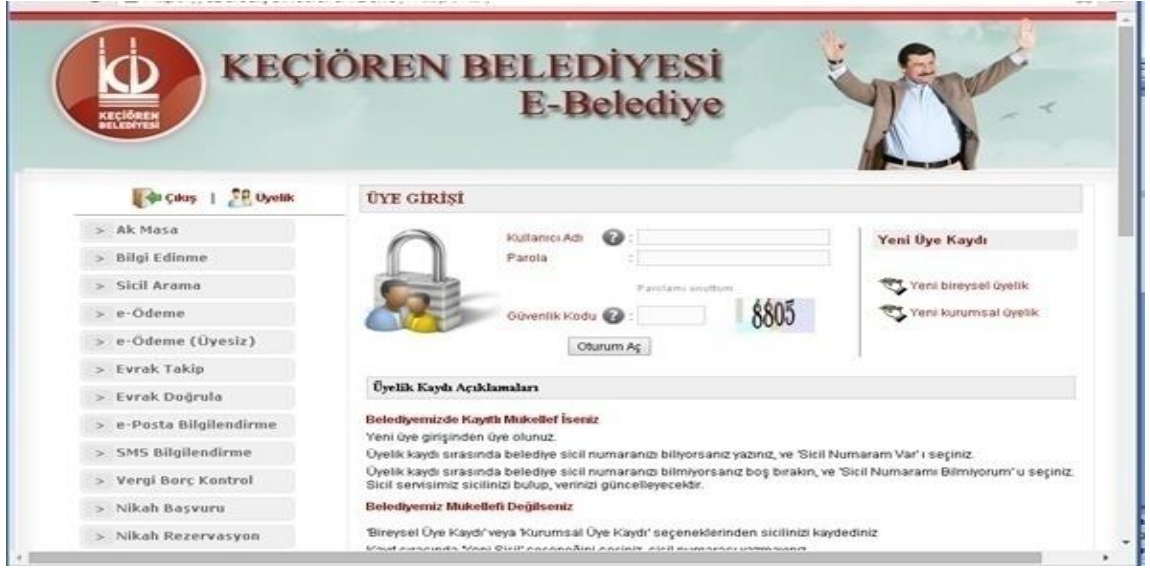 KEÇİÖREN BELEDİYESİ
E-Belediye
KEÇİÖREN
BELEDİYESİ
Çıkış | Üyelik
> Ak Masa
> Bilgi Edinme
> Sicil Arama
> e-Ödeme
> e-Ödeme (Üyesiz)
> Evrak Takip
> Evrak Doğrula
> e-Posta Bilgilendirme
> SMS Bilgilendirme
> Vergi Borç Kontrol
> Nikah Başvuru
> Nikah Rezervasyon
ÜYE GİRİŞİ
Kullanıcı Adı ? :
Parola :
Parolamı unuttum
Güvenlik Kodu ? : 8805
Oturum Aç
Yeni Üye Kaydı
Yeni bireysel üyelik
Yeni kurumsal üyelik
Üyelik Kaydı Açıklamaları
Belediyemizde Kayıtlı Mükellef İseniz
Yeni üye girişinden üye olunuz.
Üyelik kaydı sırasında belediye sicil numaranızı biliyorsanız yazınız, ve 'Sicil Numaram Var' ı seçiniz.
Üyelik kaydı sırasında belediye sicil numaranızı bilmiyorsanız boş bırakın, ve 'Sicil Numaramı Bilmiyorum' u seçiniz.
Sicil servisimiz sicilinizi bulup, verinizi güncelleyecektir.
Belediyemiz Mükellefi Değilseniz
'Bireysel Üye Kaydı' veya 'Kurumsal Üye Kaydı' seçeneklerinden sicilinizi kaydediniz